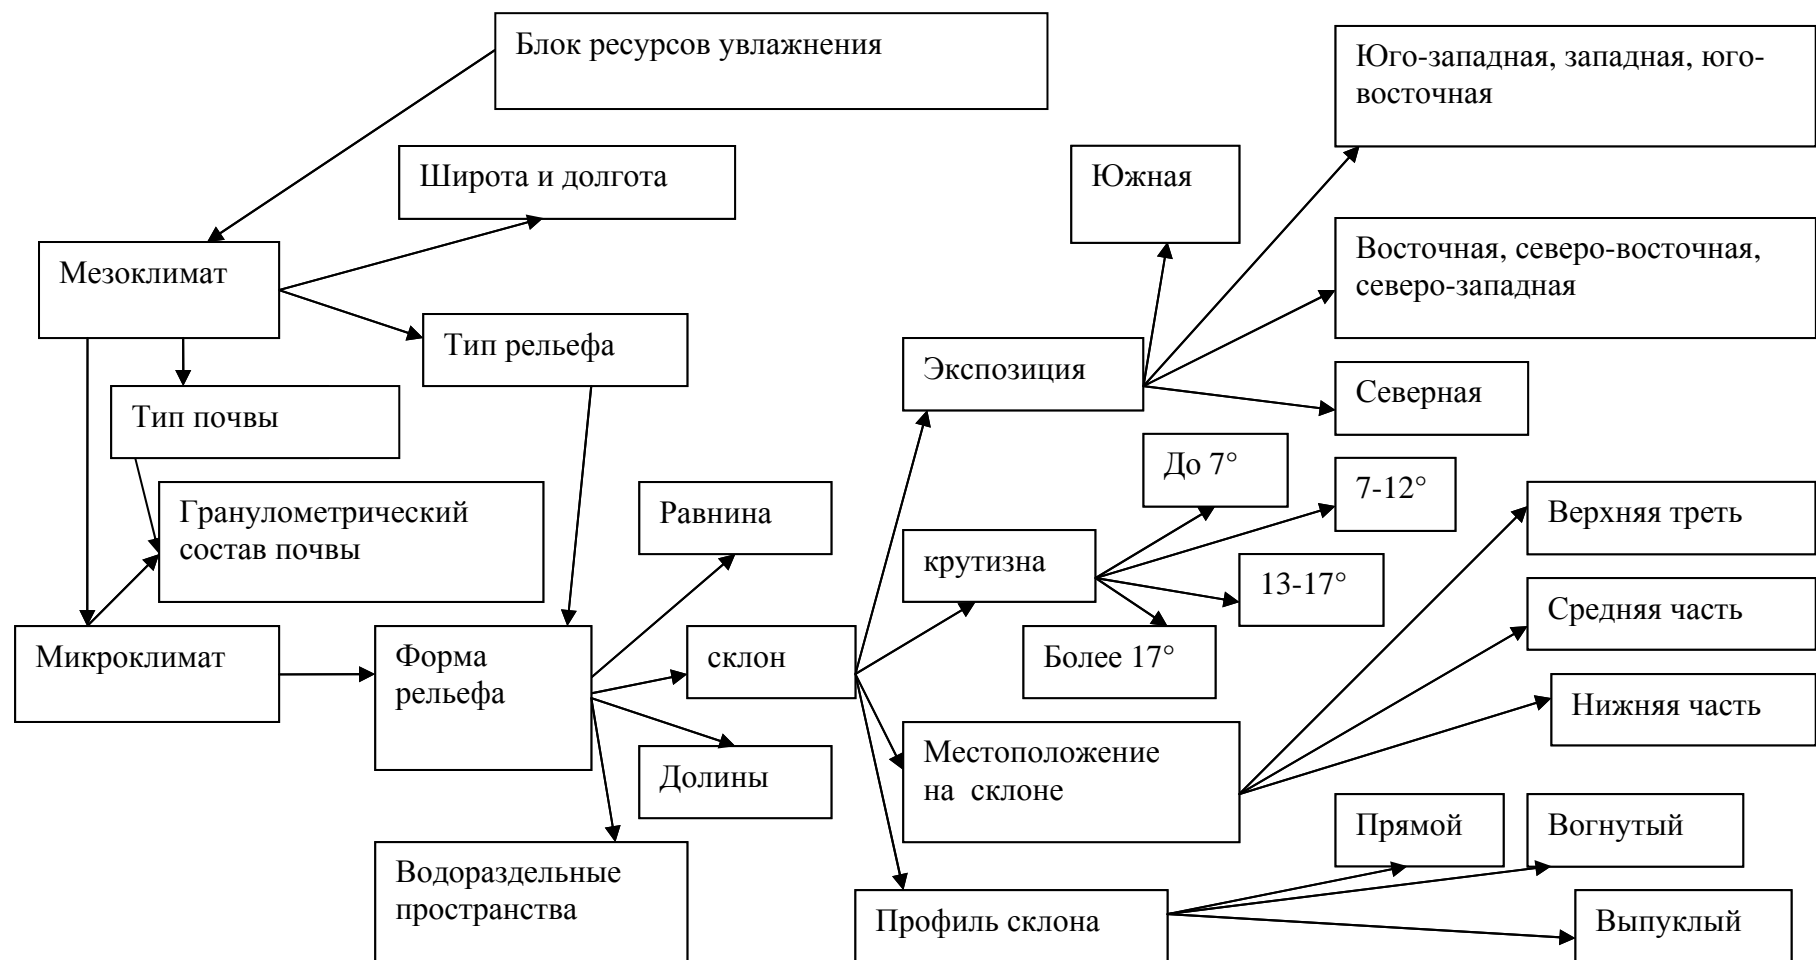 Блок ресурсов увлажнения
Юго-западная, западная, юго-
восточная
Широта и долгота
Южная
Мезоклимат
Восточная, северо-восточная,
северо-западная
Тип рельефа
Экспозиция
Северная
Тип почвы
До 7°
7-12°
Гранулометрический
состав почвы
Равнина
Верхняя треть
крутизна
13-17°
Средняя часть
Микроклимат
Форма
рельефа
склон
Более 17°
Нижняя часть
Местоположение
на склоне
Долины
Прямой
Вогнутый
Водораздельные
пространства
Профиль склона
Выпуклый